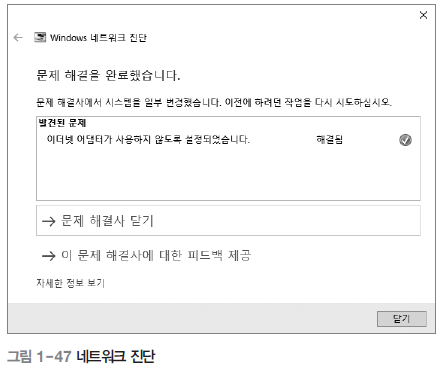 Windows 네트워크 진단
문제 해결을 완료했습니다.
문제 해결사에서 시스템을 일부 변경했습니다. 이전에 하려던 작업을 다시 시도하십시오.
발견된 문제
이더넷 어댑터가 사용하지 않도록 설정되었습니다. 해결됨
→ 문제 해결사 닫기
→ 이 문제 해결사에 대한 피드백 제공
자세한 정보 보기
닫기
그림 1-47 네트워크 진단